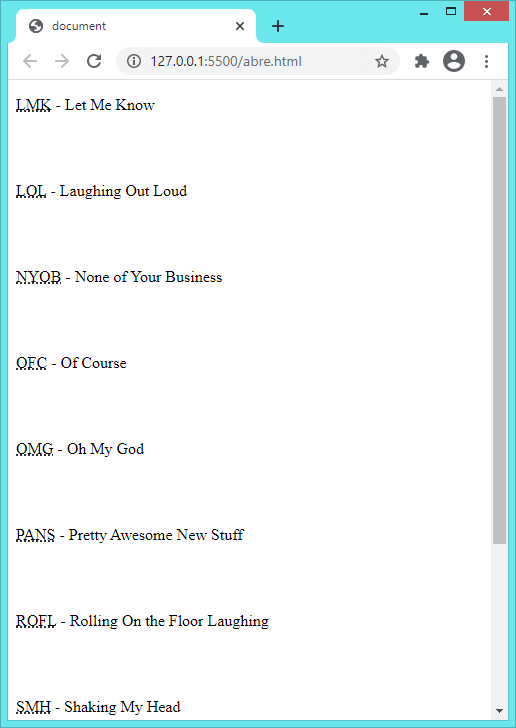 document
127.0.0.1:5500/abre.html
LMK - Let Me Know
LOL - Laughing Out Loud
NYOB - None of Your Business
OFC - Of Course
OMG - Oh My God
PANS - Pretty Awesome New Stuff
ROFL - Rolling On the Floor Laughing
SMH - Shaking My Head